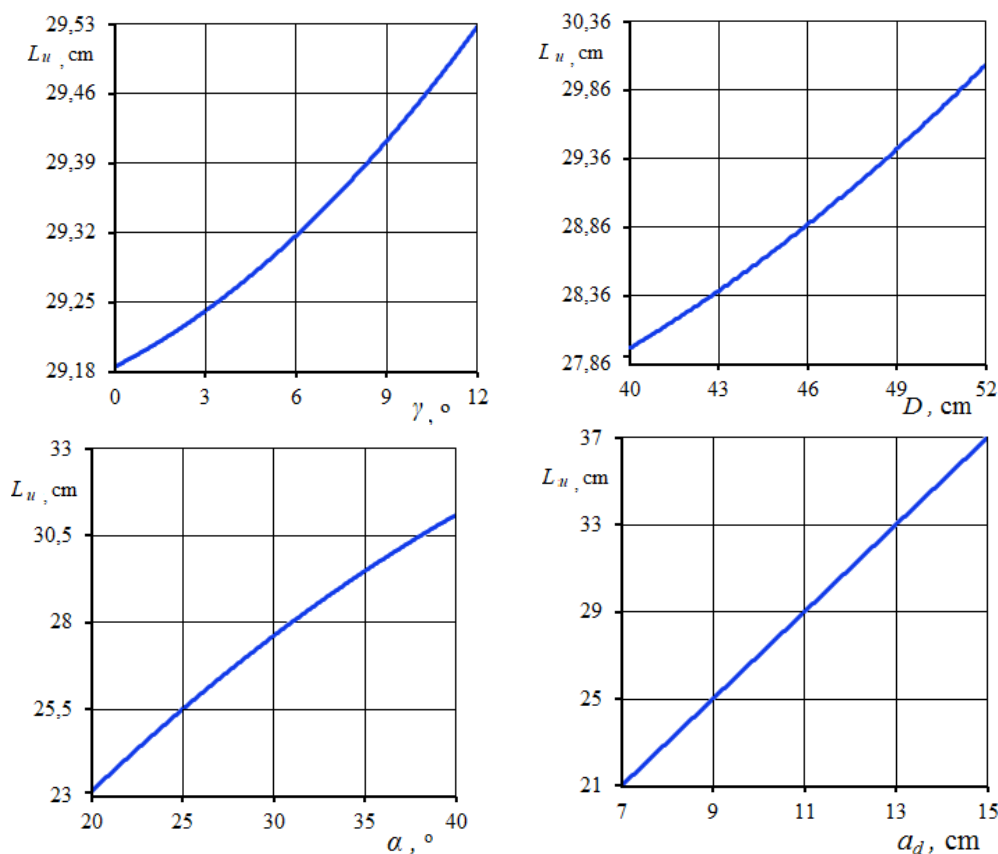 29,53
L_u , cm
29,46
29,39
29,32
29,25
29,18
0 3 6 9 12
γ , º
30,36
L_u , cm
29,86
29,36
28,86
28,36
27,86
40 43 46 49 52
D , cm
33
L_u , cm
30,5
28
25,5
23
20 25 30 35 40
α , º
37
L_u , cm
33
29
25
21
7 9 11 13 15
a_d , cm